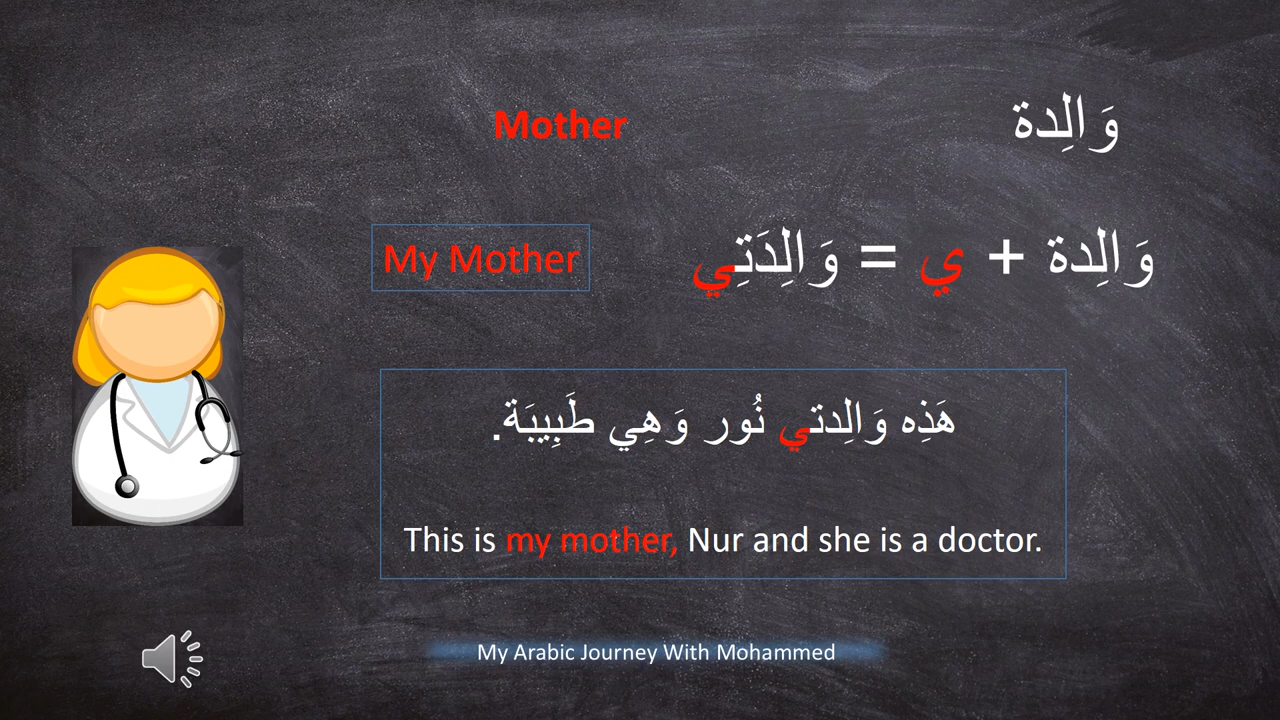 Mother وَالِدة
My Mother وَالِدة + ي = وَالِدَتِي
هَذِه وَالِدتي نُور وَهِي طَبِيبَة.
This is my mother, Nur and she is a doctor.
My Arabic Journey With Mohammed